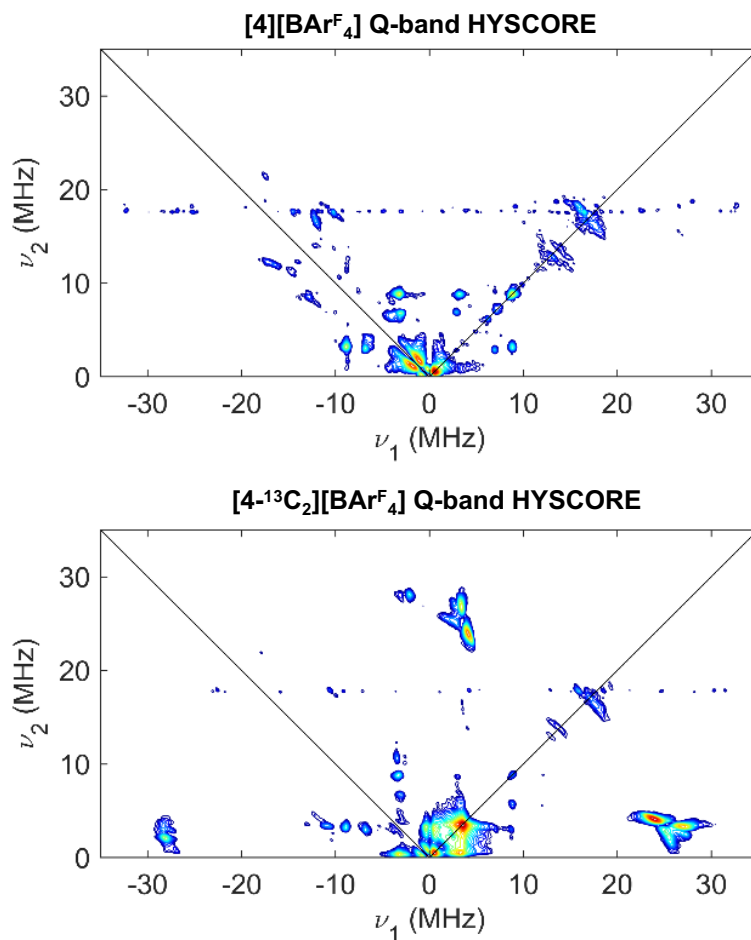 [4][BArᶠ₄] Q-band HYSCORE
30
20
10
0
ν₂ (MHz)
-30 -20 -10 0 10 20 30
ν₁ (MHz)
[4-¹³C₂][BArᶠ₄] Q-band HYSCORE
30
20
10
0
ν₂ (MHz)
-30 -20 -10 0 10 20 30
ν₁ (MHz)